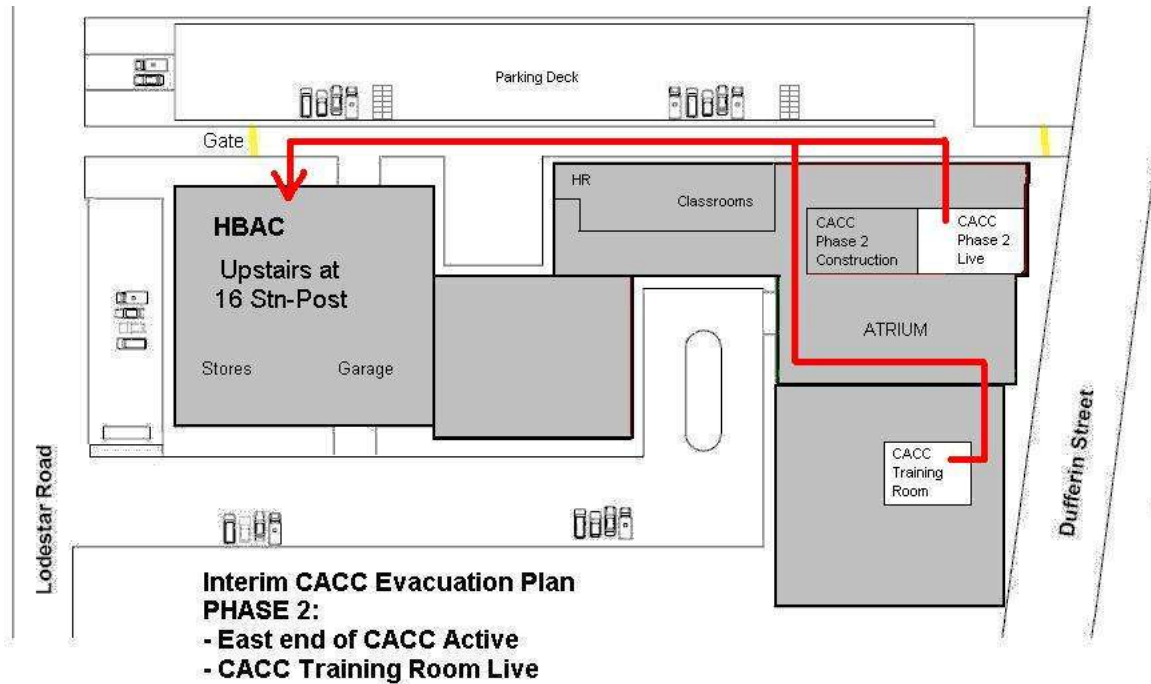 Parking Deck
Gate
HR
Classrooms
HBAC
Upstairs at
16 Stn-Post
CACC
Phase 2
Construction
CACC
Phase 2
Live
ATRIUM
Stores
Garage
CACC
Training
Room
Lodestar Road
Dufferin Street
Interim CACC Evacuation Plan
PHASE 2:
- East end of CACC Active
- CACC Training Room Live